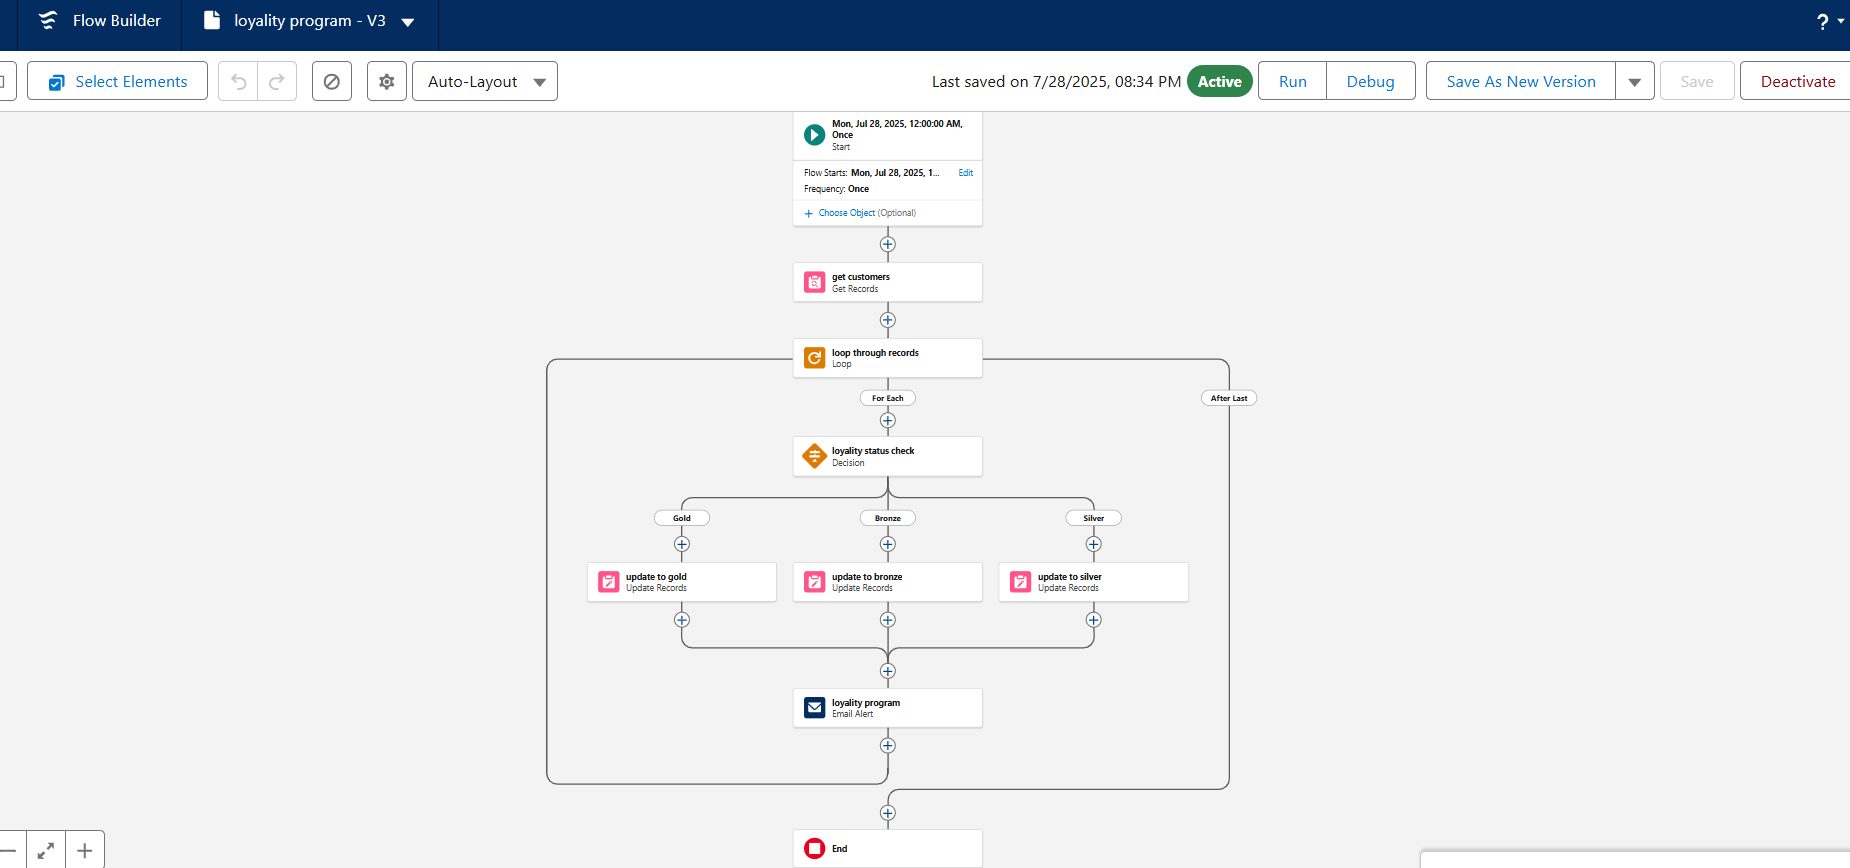 Flow Builder
loyality program - V3
?
Select Elements
Auto-Layout
Last saved on 7/28/2025, 08:34 PM
Active
Run
Debug
Save As New Version
Save
Deactivate
Mon, Jul 28, 2025, 12:00:00 AM,
Once
Start
Flow Starts: Mon, Jul 28, 2025, 1...
Edit
Frequency: Once
+ Choose Object (Optional)
get customers
Get Records
loop through records
Loop
For Each
After Last
loyality status check
Decision
Gold
Bronze
Silver
update to gold
Update Records
update to bronze
Update Records
update to silver
Update Records
loyality program
Email Alert
End